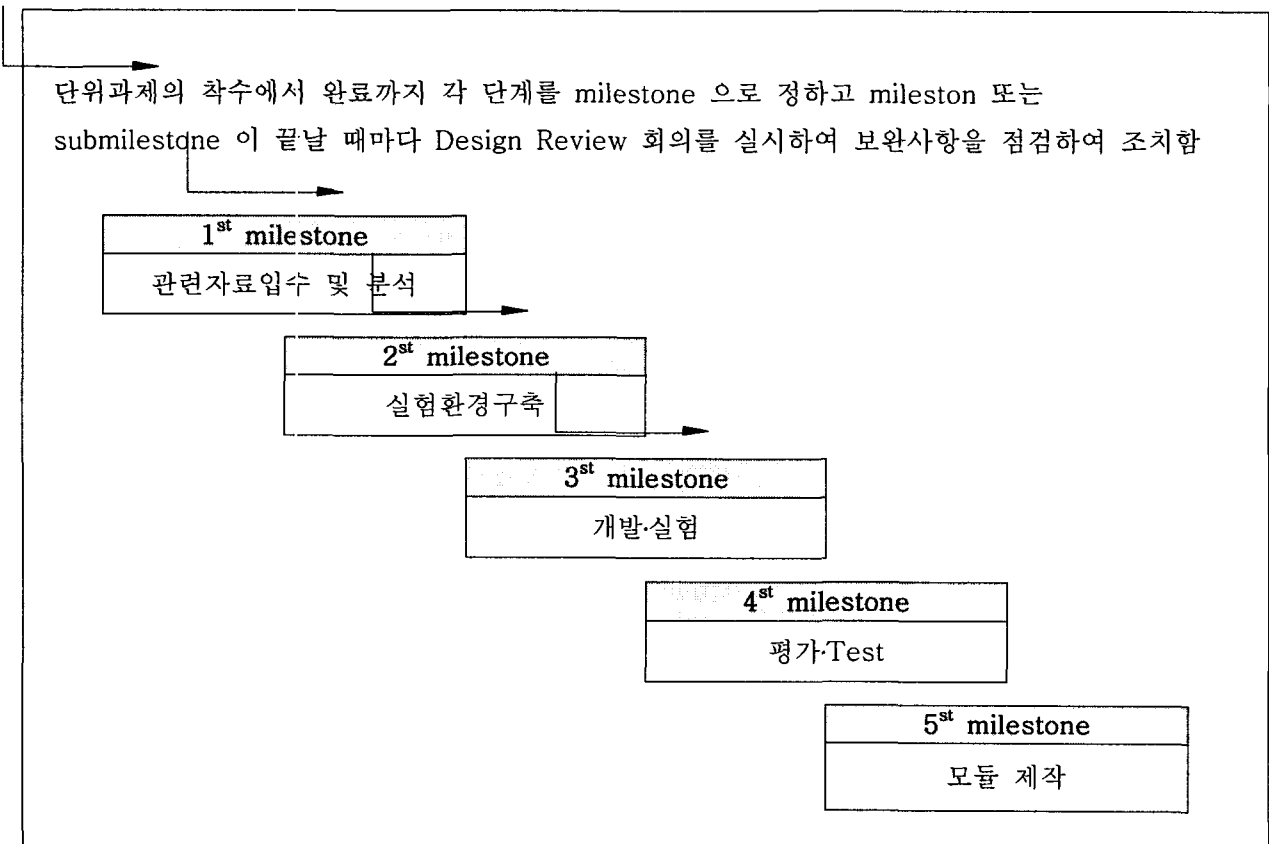 단위과제의 착수에서 완료까지 각 단계를 milestone 으로 정하고 mileston 또는
submilestone 이 끝날 때마다 Design Review 회의를 실시하여 보완사항을 점검하여 조치함
1st milestone
관련자료입수 및 분석
2st milestone
실험환경구축
3st milestone
개발·실험
4st milestone
평가·Test
5st milestone
모듈 제작